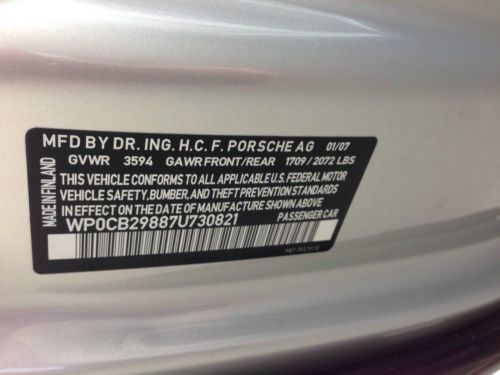 MFD BY DR. ING. H.C. F. PORSCHE AG 01/07
GVWR 3594 GAWR FRONT/REAR 1709 / 2072 LBS
MADE IN FINLAND
THIS VEHICLE CONFORMS TO ALL APPLICABLE U.S. FEDERAL MOTOR
VEHICLE SAFETY, BUMPER, AND THEFT PREVENTION STANDARDS
IN EFFECT ON THE DATE OF MANUFACTURE SHOWN ABOVE
WP0CB29887U730821 PASSENGER CAR